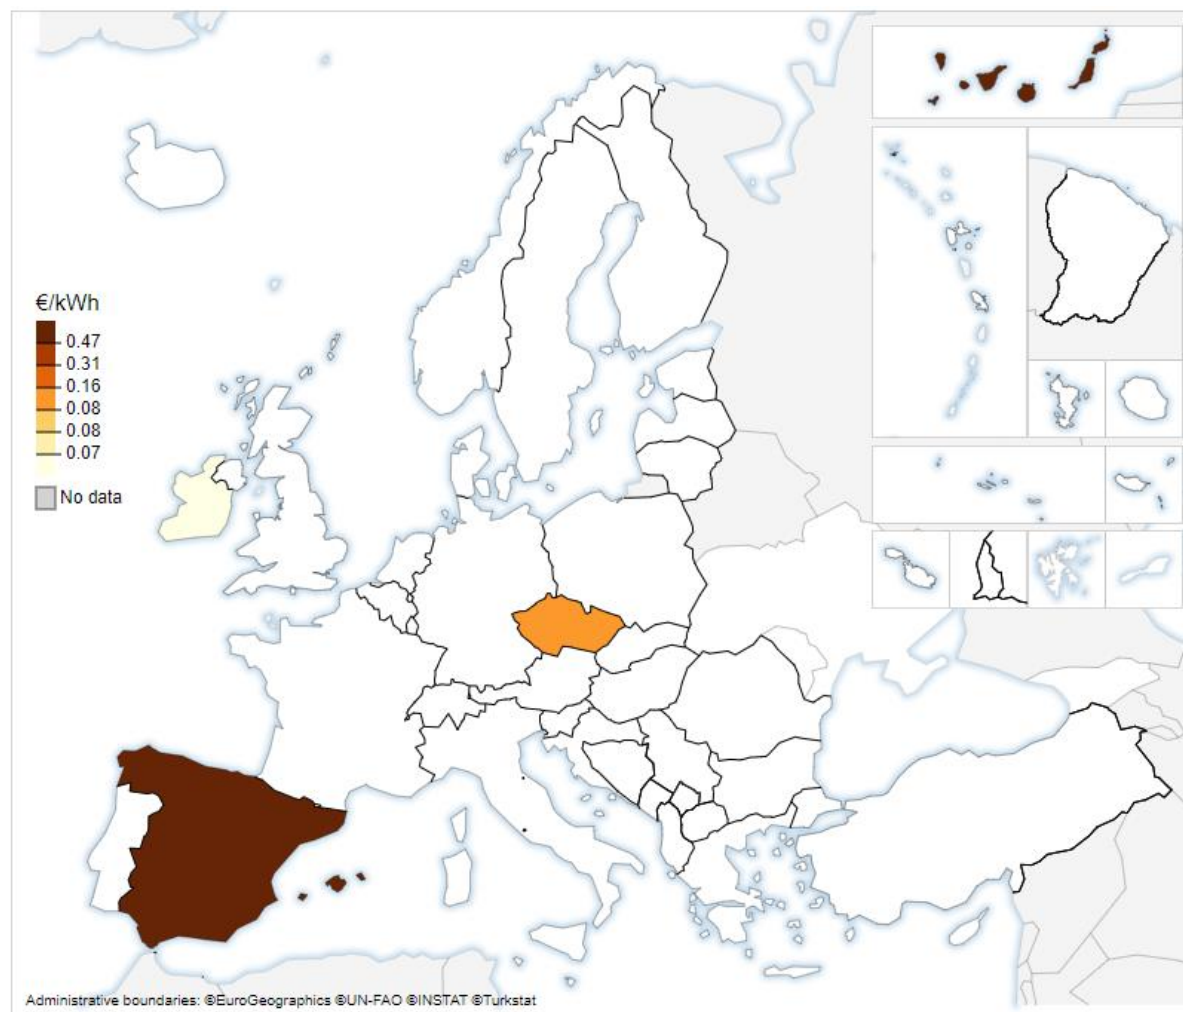 €/kWh
0.47
0.31
0.16
0.08
0.08
0.07
No data
Administrative boundaries: ©EuroGeographics ©UN-FAO ©INSTAT ©Turkstat